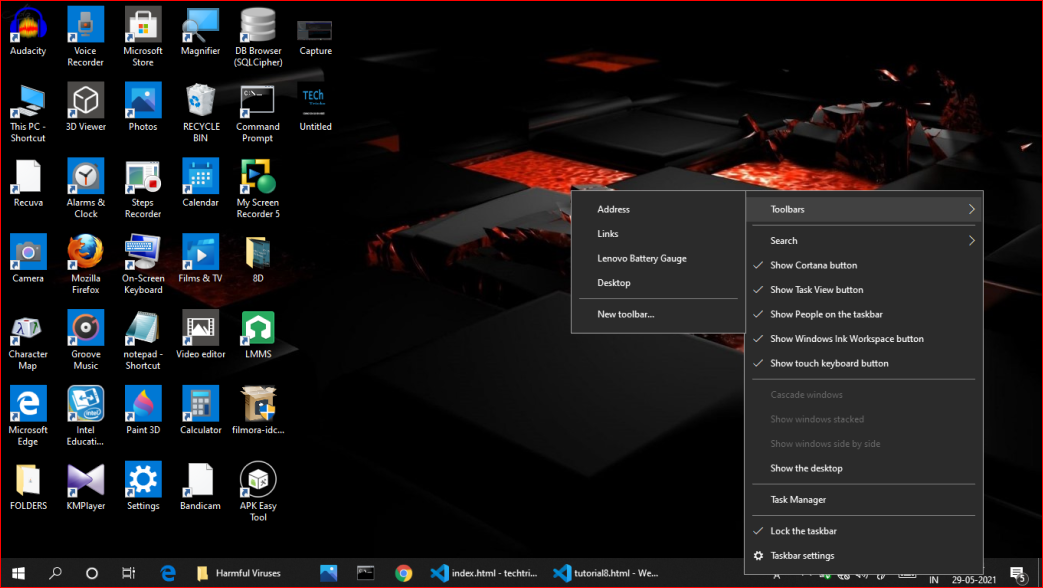 Audacity
Voice
Recorder
Microsoft
Store
Magnifier
DB Browser
(SQLCipher)
Capture
This PC -
Shortcut
3D Viewer
Photos
RECYCLE
BIN
Command
Prompt
TECh
Untitled
Recuva
Alarms &
Clock
Steps
Recorder
Calendar
My Screen
Recorder 5
Camera
Mozilla
Firefox
On-Screen
Keyboard
Films & TV
8D
Character
Map
Groove
Music
notepad -
Shortcut
Video editor
LMMS
Microsoft
Edge
Intel
Educati...
Paint 3D
Calculator
filmora-idc...
FOLDERS
KMPlayer
Settings
Bandicam
APK Easy
Tool
Address
Links
Lenovo Battery Gauge
Desktop
New toolbar...
Toolbars
Search
Show Cortana button
Show Task View button
Show People on the taskbar
Show Windows Ink Workspace button
Show touch keyboard button
Cascade windows
Show windows stacked
Show windows side by side
Show the desktop
Task Manager
Lock the taskbar
Taskbar settings
Harmful Viruses
index.html - techtri...
tutorial8.html - We...
IN
29-05-2021
5